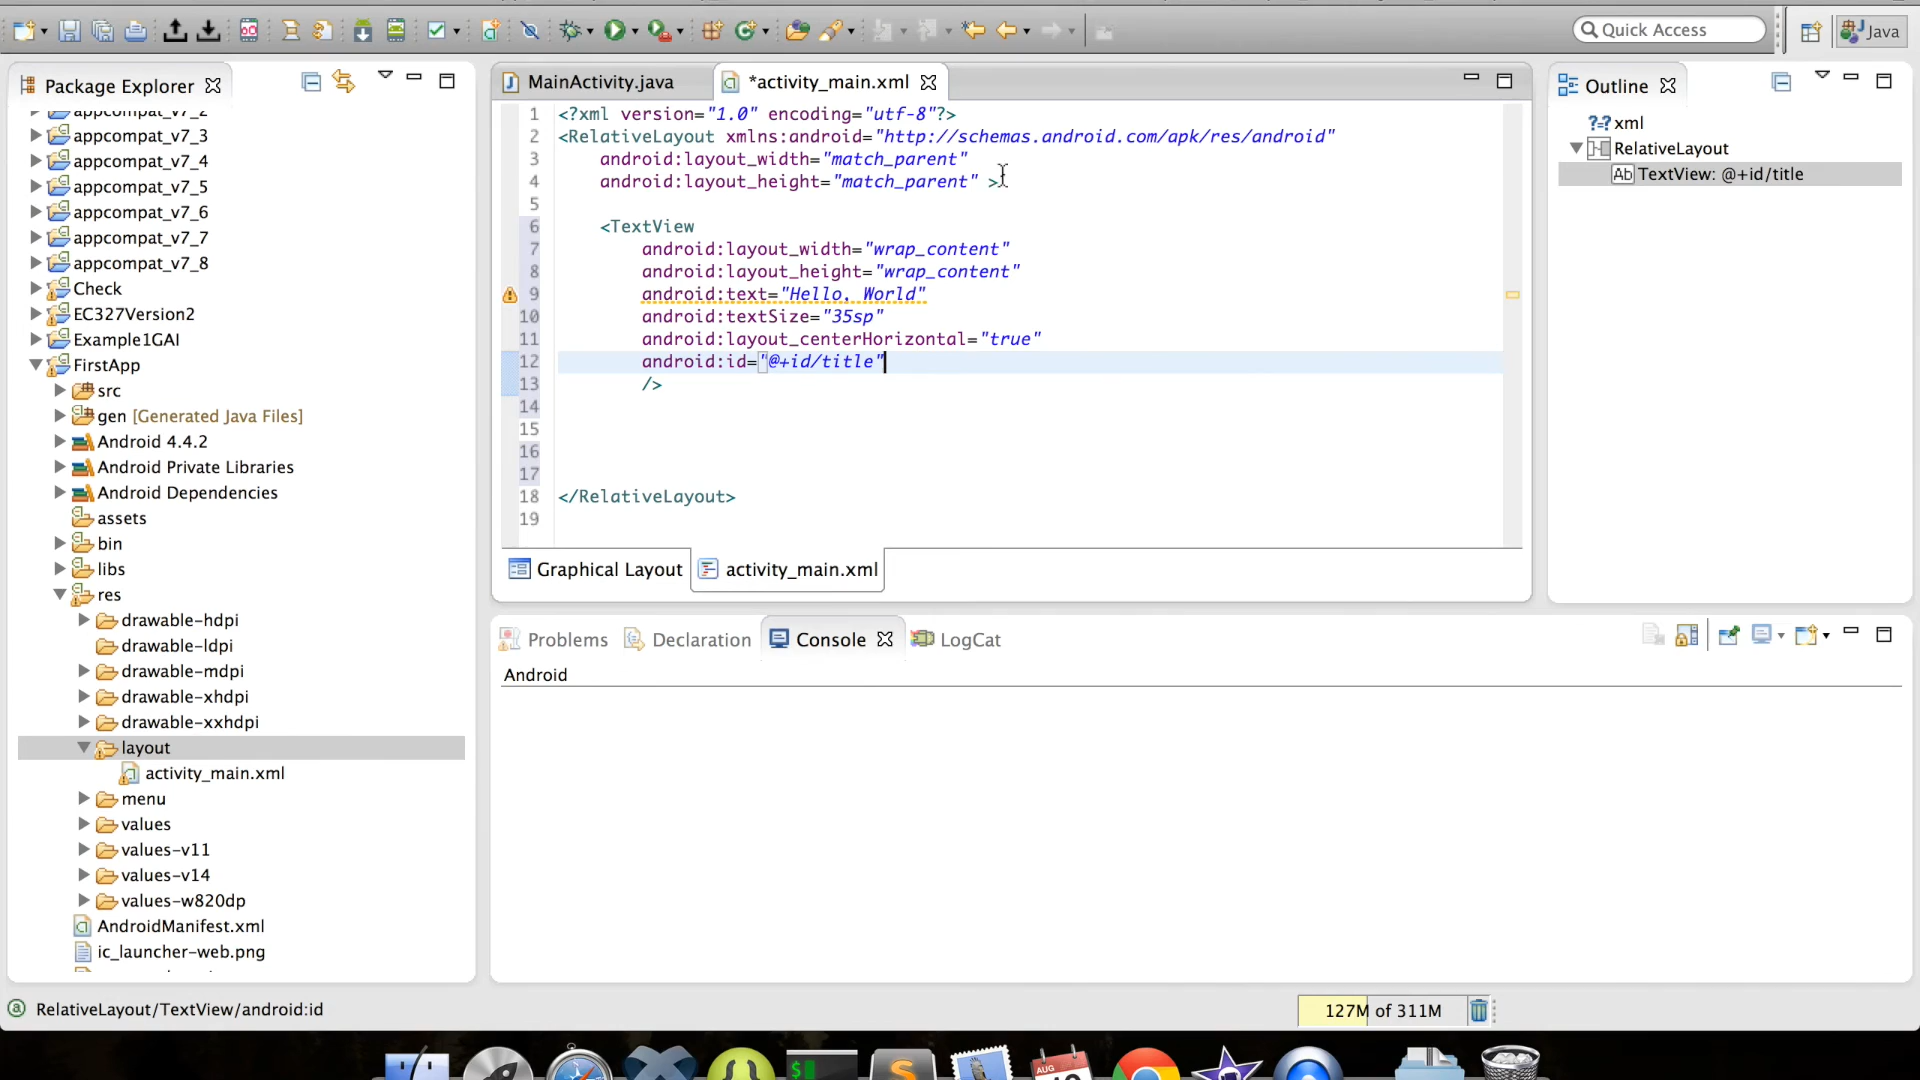 Quick Access
Java
Package Explorer
appcompat_v7_2
appcompat_v7_3
appcompat_v7_4
appcompat_v7_5
appcompat_v7_6
appcompat_v7_7
appcompat_v7_8
Check
EC327Version2
Example1GAI
FirstApp
src
gen [Generated Java Files]
Android 4.4.2
Android Private Libraries
Android Dependencies
assets
bin
libs
res
drawable-hdpi
drawable-ldpi
drawable-mdpi
drawable-xhdpi
drawable-xxhdpi
layout
activity_main.xml
menu
values
values-v11
values-v14
values-w820dp
AndroidManifest.xml
ic_launcher-web.png
MainActivity.java
*activity_main.xml
1 <?xml version="1.0" encoding="utf-8"?>
2 <RelativeLayout xmlns:android="http://schemas.android.com/apk/res/android"
3 android:layout_width="match_parent"
4 android:layout_height="match_parent" >
5
6 <TextView
7 android:layout_width="wrap_content"
8 android:layout_height="wrap_content"
9 android:text="Hello, World"
10 android:textSize="35sp"
11 android:layout_centerHorizontal="true"
12 android:id="@+id/title"
13 />
14
15
16
17
18 </RelativeLayout>
19
Graphical Layout
activity_main.xml
Outline
xml
RelativeLayout
Ab TextView: @+id/title
Problems
Declaration
Console
LogCat
Android
RelativeLayout/TextView/android:id
127M of 311M
AUG